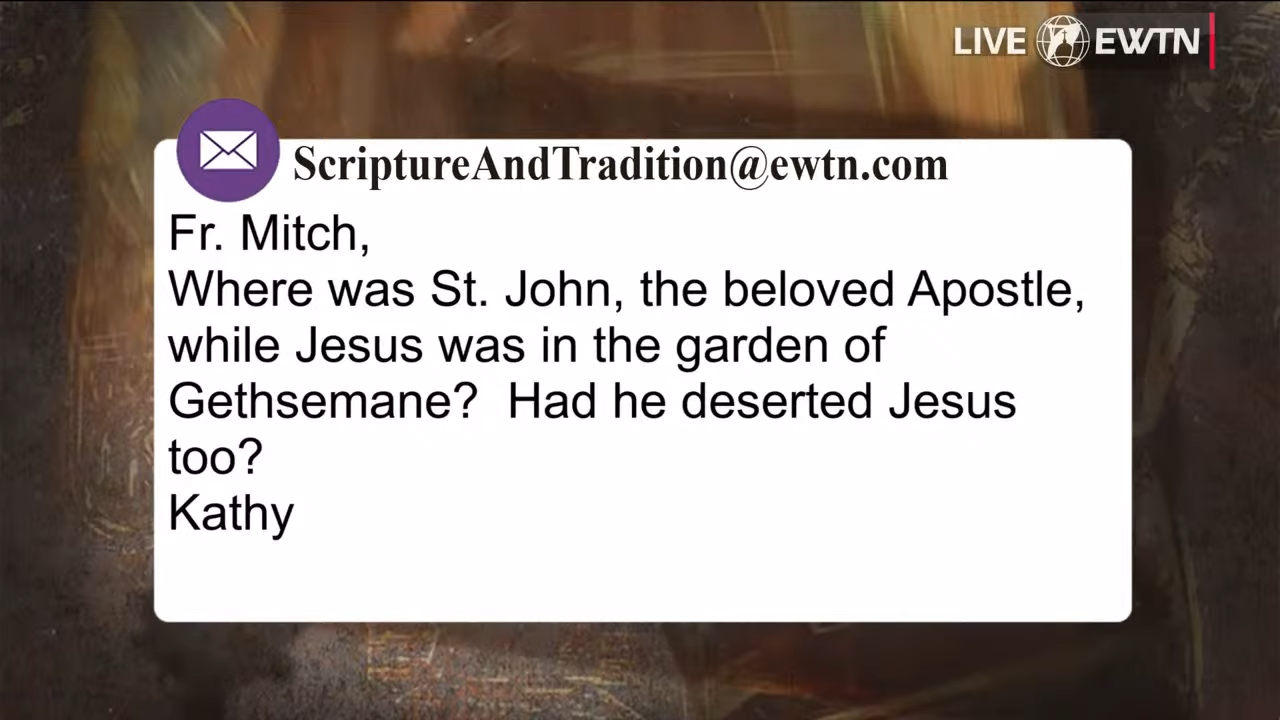 LIVE EWTN
ScriptureAndTradition@ewtn.com
Fr. Mitch,
Where was St. John, the beloved Apostle,
while Jesus was in the garden of
Gethsemane?  Had he deserted Jesus
too?
Kathy